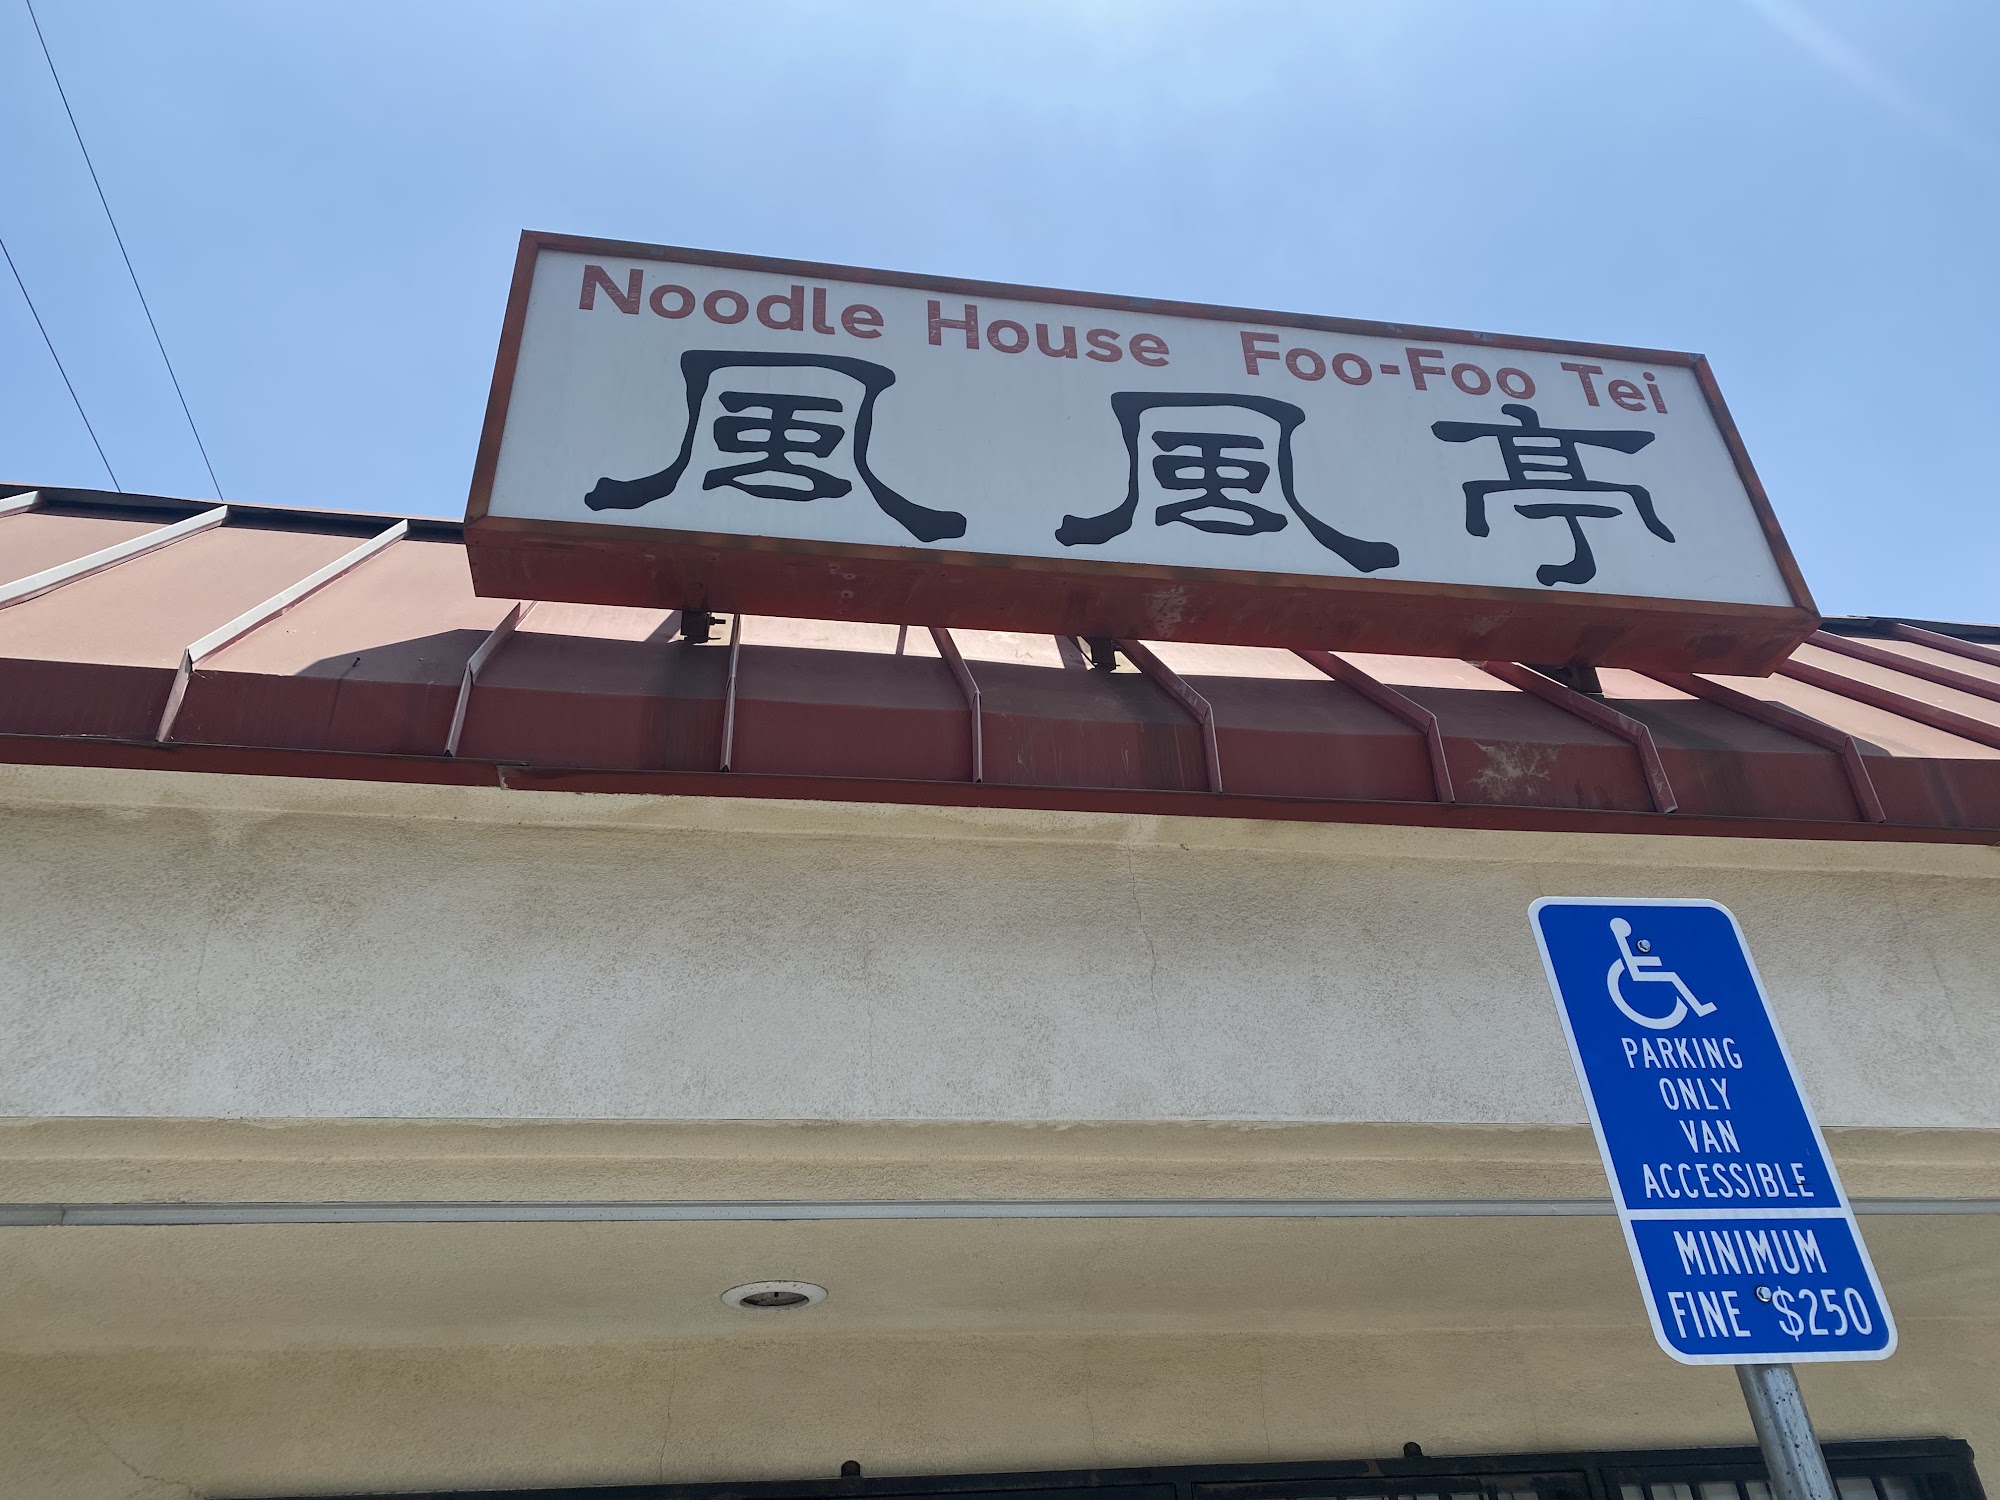 Noodle House Foo-Foo Tei
風風亭
PARKING
ONLY
VAN
ACCESSIBLE
MINIMUM
FINE $250